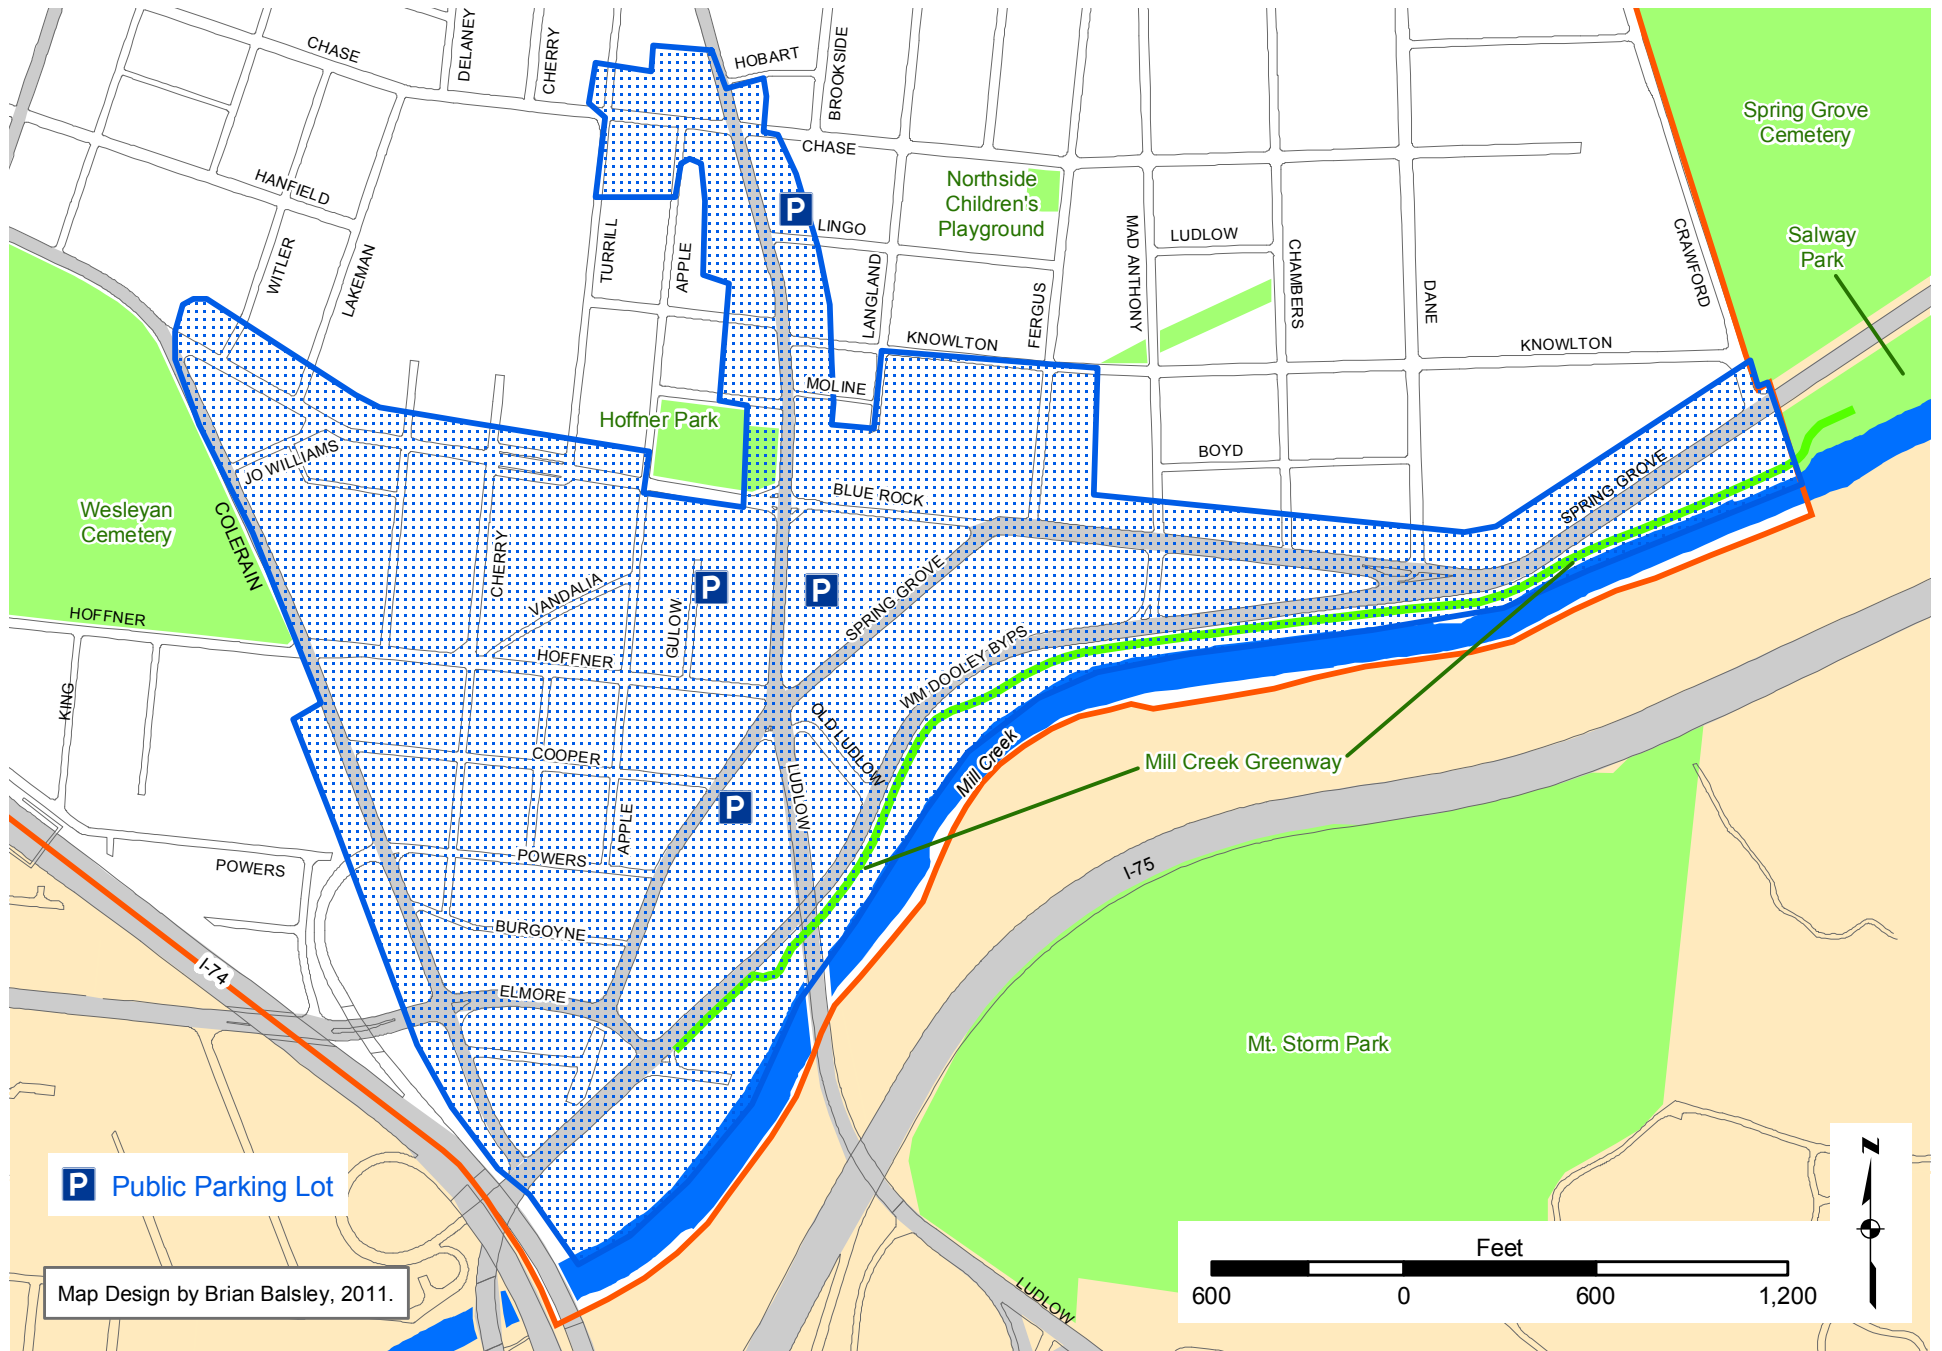 CHASE
DELANEY
CHERRY
HOBART
BROOKSIDE
Spring Grove
Cemetery
CHASE
HANFIELD
Northside
Children's
Playground
LINGO
MAD ANTHONY
LUDLOW
CHAMBERS
CRAWFORD
Salway
Park
WITLER
LAKEMAN
TURRILL
APPLE
P
LANGLAND
FERGUS
DANE
KNOWLTON
KNOWLTON
MOLINE
Hoffner Park
JO WILLIAMS
BOYD
BLUE ROCK
SPRING GROVE
Wesleyan
Cemetery
COLERAIN
CHERRY
VANDALIA
GULOW
P
P
SPRING GROVE
HOFFNER
HOFFNER
KING
WM DOOLEY BYPS
OLD LUDLOW
COOPER
LUDLOW
Mill Creek
Mill Creek Greenway
P
APPLE
POWERS
POWERS
I-75
BURGOYNE
I-74
ELMORE
Mt. Storm Park
P Public Parking Lot
Map Design by Brian Balsley, 2011.
LUDLOW
Feet
600 0 600 1,200
N